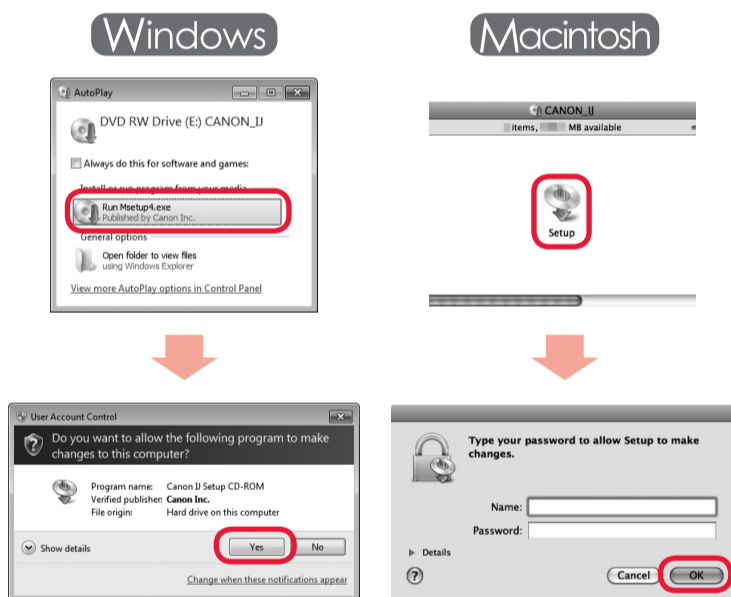 Windows
AutoPlay
DVD RW Drive (E:) CANON_IJ
Always do this for software and games:
Install or run program from your media
Run Msetup4.exe
Published by Canon Inc.
General options
Open folder to view files
using Windows Explorer
View more AutoPlay options in Control Panel
User Account Control
Do you want to allow the following program to make
changes to this computer?
Program name: Canon IJ Setup CD-ROM
Verified publisher: Canon Inc.
File origin: Hard drive on this computer
Show details
Yes
No
Change when these notifications appear
Macintosh
CANON_IJ
items, MB available
Setup
Type your password to allow Setup to make
changes.
Name:
Password:
Details
?
Cancel
OK